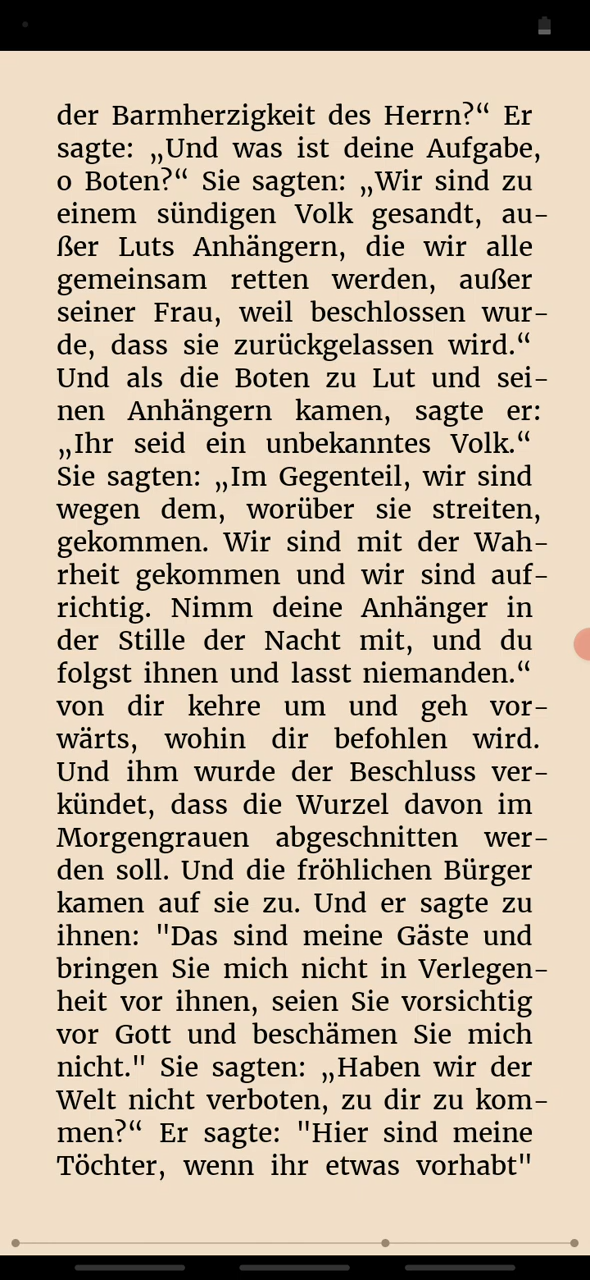 der Barmherzigkeit des Herrn?“ Er
sagte: „Und was ist deine Aufgabe,
o Boten?“ Sie sagten: „Wir sind zu
einem sündigen Volk gesandt, au-
ßer Luts Anhängern, die wir alle
gemeinsam retten werden, außer
seiner Frau, weil beschlossen wur-
de, dass sie zurückgelassen wird.“
Und als die Boten zu Lut und sei-
nen Anhängern kamen, sagte er:
„Ihr seid ein unbekanntes Volk.“
Sie sagten: „Im Gegenteil, wir sind
wegen dem, worüber sie streiten,
gekommen. Wir sind mit der Wah-
rheit gekommen und wir sind auf-
richtig. Nimm deine Anhänger in
der Stille der Nacht mit, und du
folgst ihnen und lasst niemanden.“
von dir kehre um und geh vor-
wärts, wohin dir befohlen wird.
Und ihm wurde der Beschluss ver-
kündet, dass die Wurzel davon im
Morgengrauen abgeschnitten wer-
den soll. Und die fröhlichen Bürger
kamen auf sie zu. Und er sagte zu
ihnen: "Das sind meine Gäste und
bringen Sie mich nicht in Verlegen-
heit vor ihnen, seien Sie vorsichtig
vor Gott und beschämen Sie mich
nicht." Sie sagten: „Haben wir der
Welt nicht verboten, zu dir zu kom-
men?“ Er sagte: "Hier sind meine
Töchter, wenn ihr etwas vorhabt"